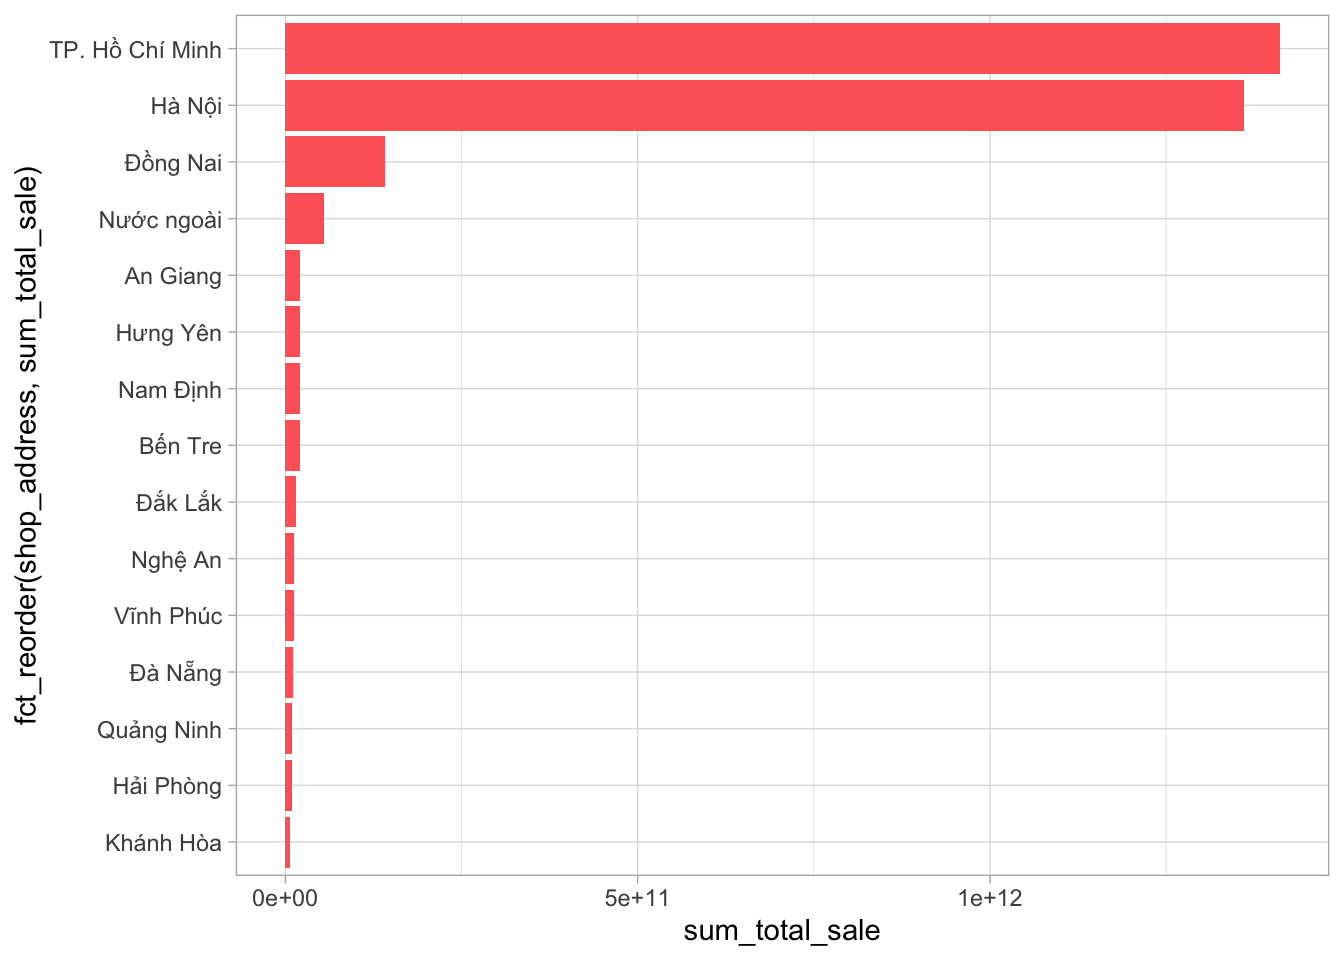 fct_reorder(shop_address, sum_total_sale)
TP. Hồ Chí Minh
Hà Nội
Đồng Nai
Nước ngoài
An Giang
Hưng Yên
Nam Định
Bến Tre
Đắk Lắk
Nghệ An
Vĩnh Phúc
Đà Nẵng
Quảng Ninh
Hải Phòng
Khánh Hòa
0e+00 5e+11 1e+12
sum_total_sale